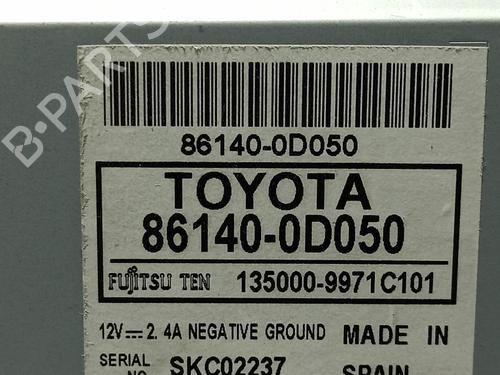 86140-0D050
TOYOTA
86140-0D050
FUJITSU TEN 135000-9971C101
12V 2.4A NEGATIVE GROUND MADE IN
SERIAL NO SKC02237 SPAIN
B-PARTS